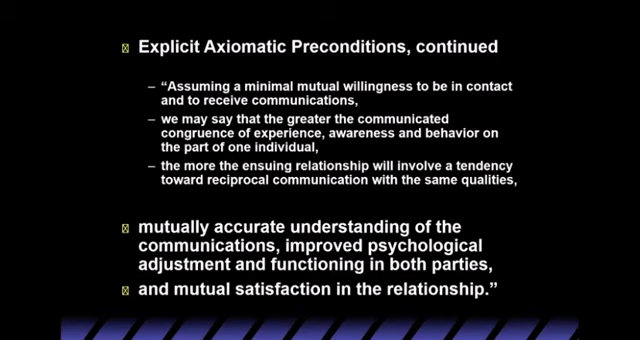 Explicit Axiomatic Preconditions, continued
– “Assuming a minimal mutual willingness to be in contact
and to receive communications,
– we may say that the greater the communicated
congruence of experience, awareness and behavior on
the part of one individual,
– the more the ensuing relationship will involve a tendency
toward reciprocal communication with the same qualities,
mutually accurate understanding of the
communications, improved psychological
adjustment and functioning in both parties,
and mutual satisfaction in the relationship.”